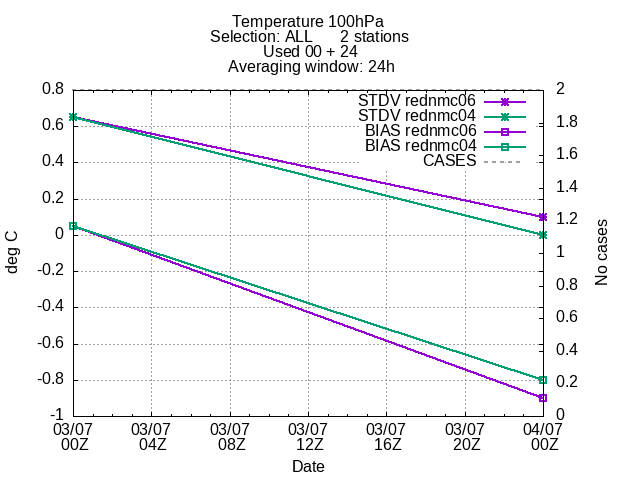 Temperature 100hPa
Selection: ALL 2 stations
Used 00 + 24
Averaging window: 24h
STDV rednmc06
STDV rednmc04
BIAS rednmc06
BIAS rednmc04
CASES
deg C
0.8
0.6
0.4
0.2
0
-0.2
-0.4
-0.6
-0.8
-1
No cases
2
1.8
1.6
1.4
1.2
1
0.8
0.6
0.4
0.2
0
03/07 03/07 03/07 03/07 03/07 03/07 04/07
00Z 04Z 08Z 12Z 16Z 20Z 00Z
Date